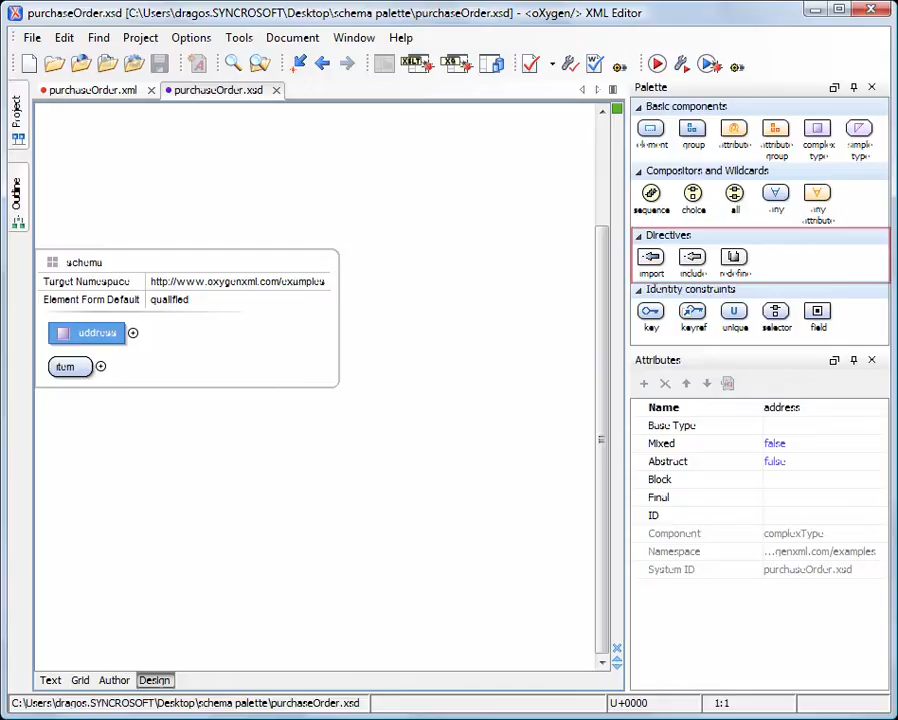 purchaseOrder.xsd [C:\Users\dragos.SYNCROSOFT\Desktop\schema palette\purchaseOrder.xsd] - <oXygen/> XML Editor
File Edit Find Project Options Tools Document Window Help
purchaseOrder.xml purchaseOrder.xsd
Project
Outline
schema
Target Namespace http://www.oxygenxml.com/examples
Element Form Default qualified
address
item
Palette
Basic components
element group attribute attribute group complex type simple type
Compositors and Wildcards
sequence choice all any any attribute
Directives
import include redefine
Identity constraints
key keyref unique selector field
Attributes
Name address
Base Type
Mixed false
Abstract false
Block
Final
ID
Component complexType
Namespace ...genxml.com/examples
System ID purchaseOrder.xsd
Text Grid Author Design
C:\Users\dragos.SYNCROSOFT\Desktop\schema palette\purchaseOrder.xsd U+0000 1:1